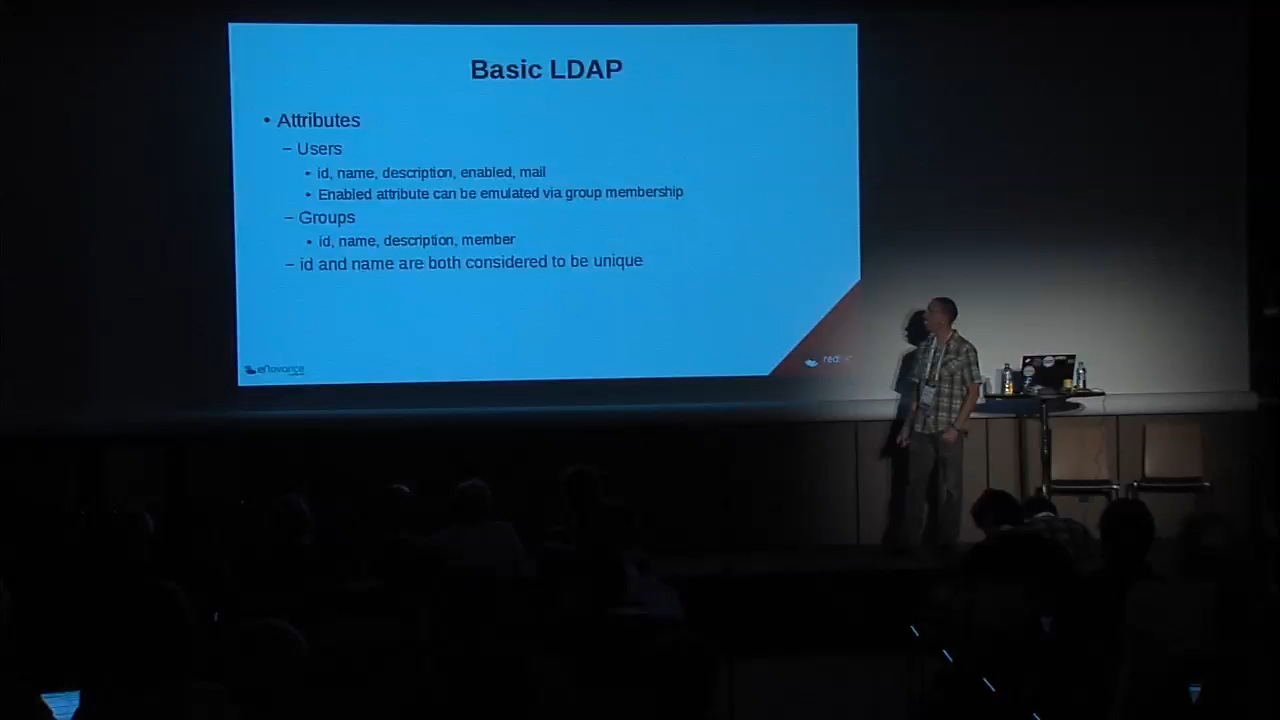 Basic LDAP
• Attributes
– Users
• id, name, description, enabled, mail
• Enabled attribute can be emulated via group membership
– Groups
• id, name, description, member
– id and name are both considered to be unique
eNovance